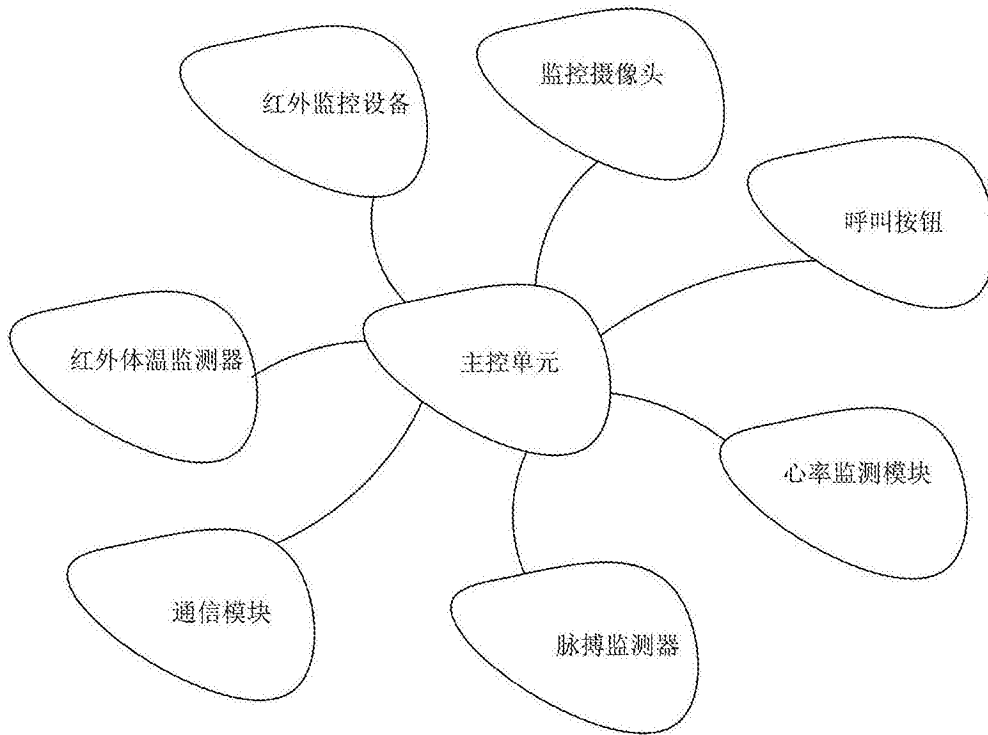 监控摄像头
红外监控设备
呼叫按钮
红外体温监测器
主控单元
心率监测模块
通信模块
脉搏监测器